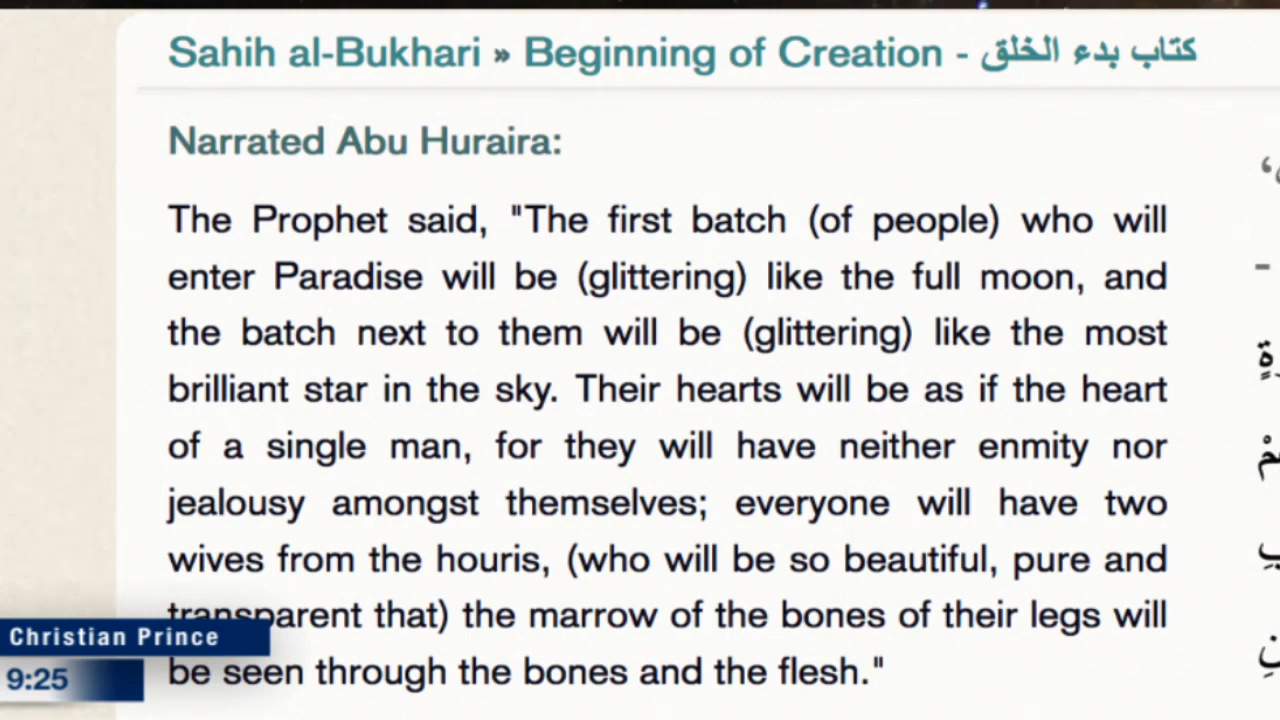 Sahih al-Bukhari » Beginning of Creation - كتاب بدء الخلق
Narrated Abu Huraira:
The Prophet said, "The first batch (of people) who will
enter Paradise will be (glittering) like the full moon, and
the batch next to them will be (glittering) like the most
brilliant star in the sky. Their hearts will be as if the heart
of a single man, for they will have neither enmity nor
jealousy amongst themselves; everyone will have two
wives from the houris, (who will be so beautiful, pure and
transparent that) the marrow of the bones of their legs will
be seen through the bones and the flesh."
Christian Prince
9:25